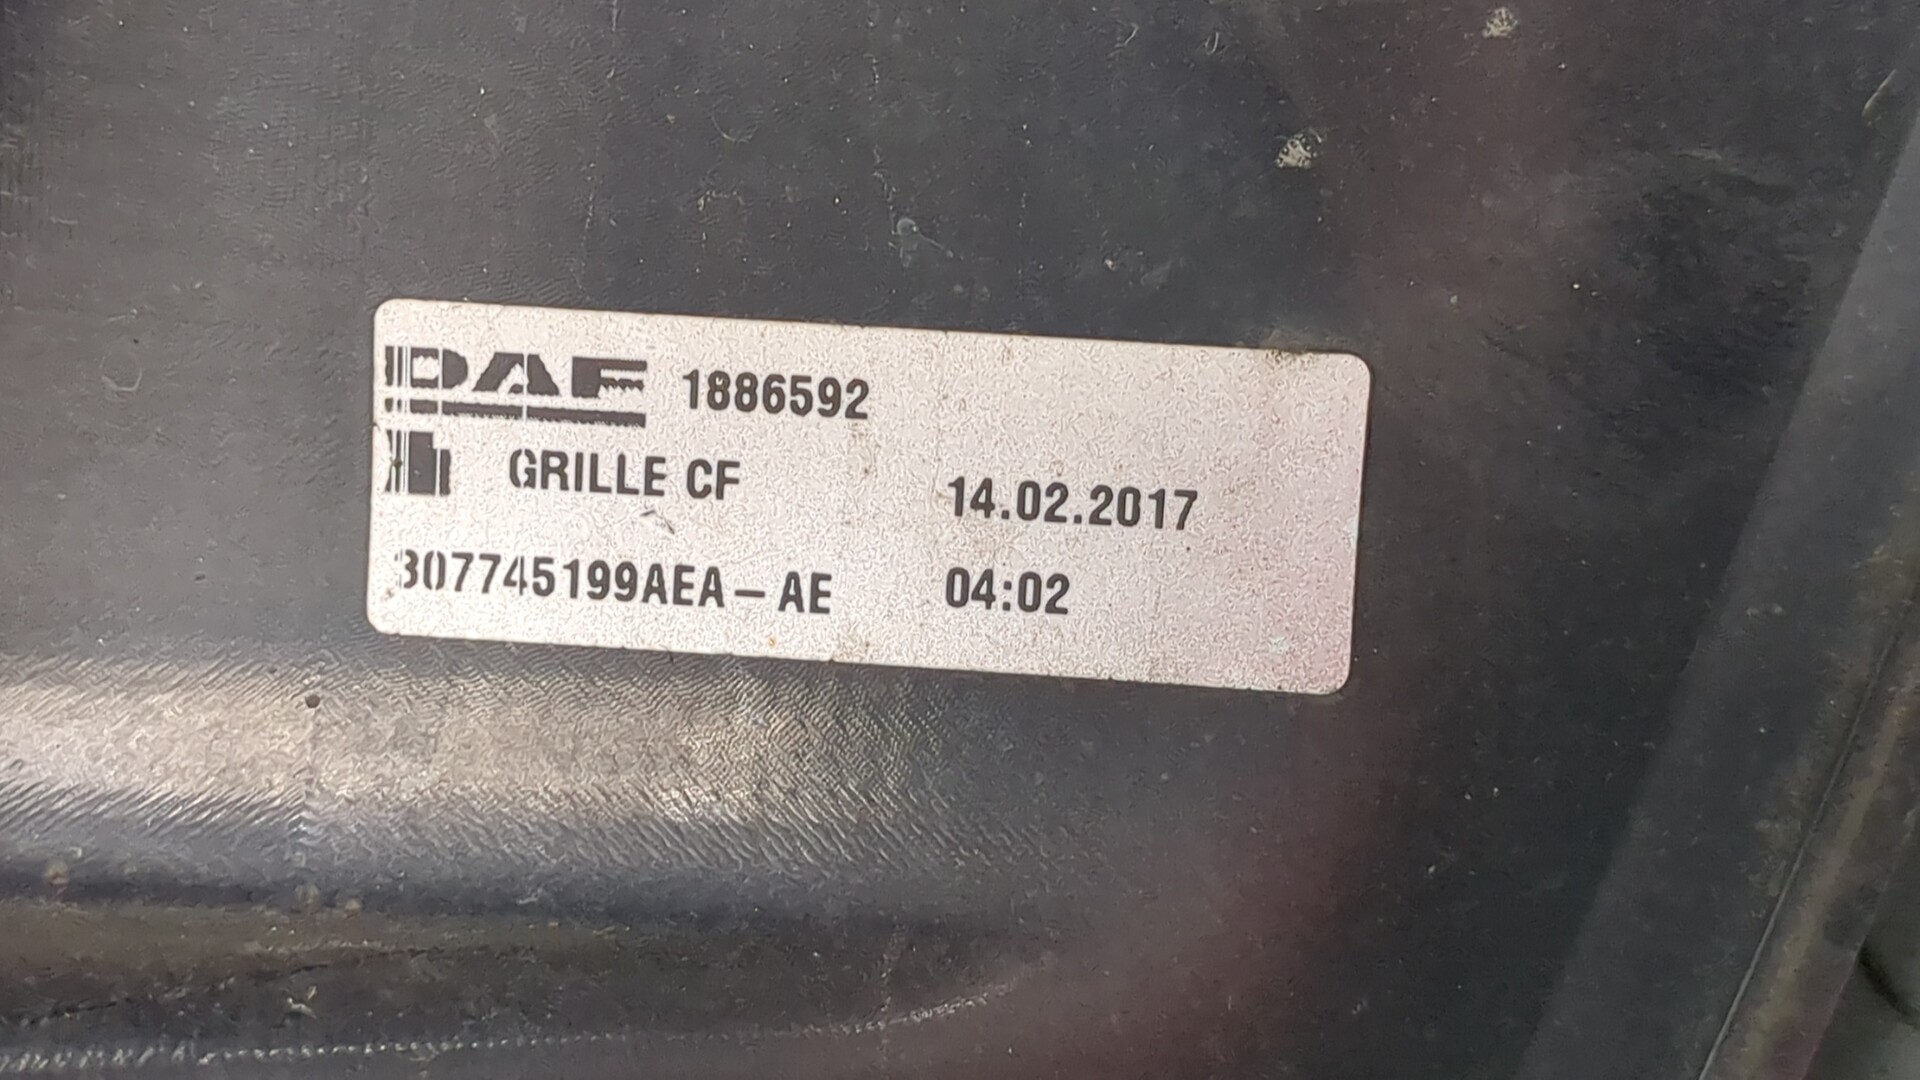 DAF 1886592
GRILLE CF 14.02.2017
307745199AEA-AE 04:02